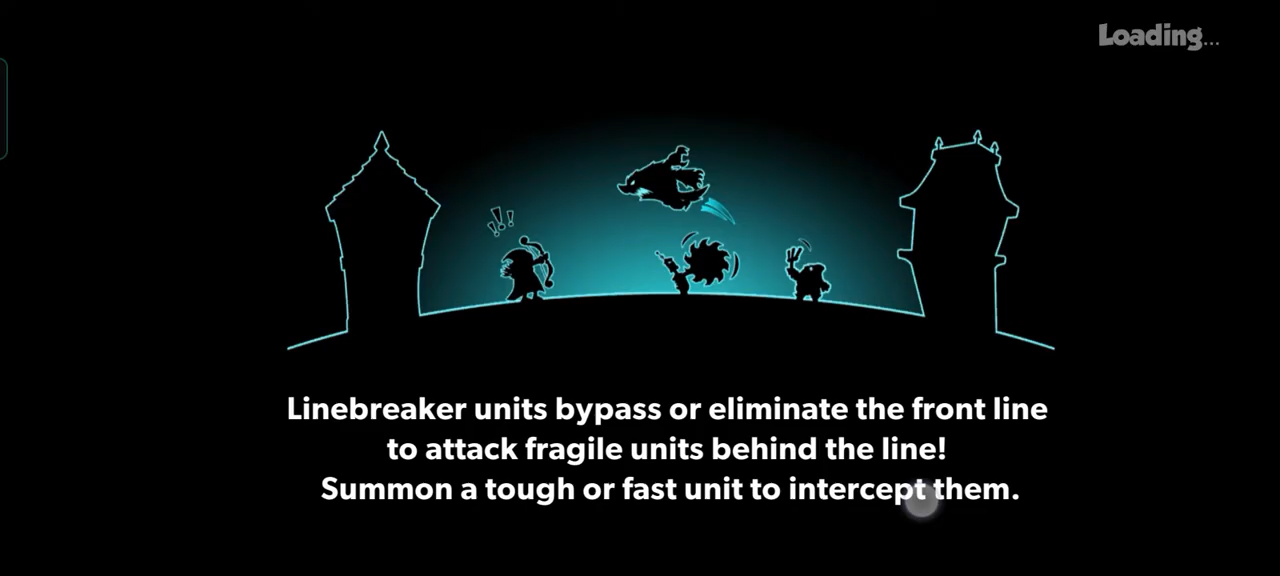 Loading...
Linebreaker units bypass or eliminate the front line
to attack fragile units behind the line!
Summon a tough or fast unit to intercept them.